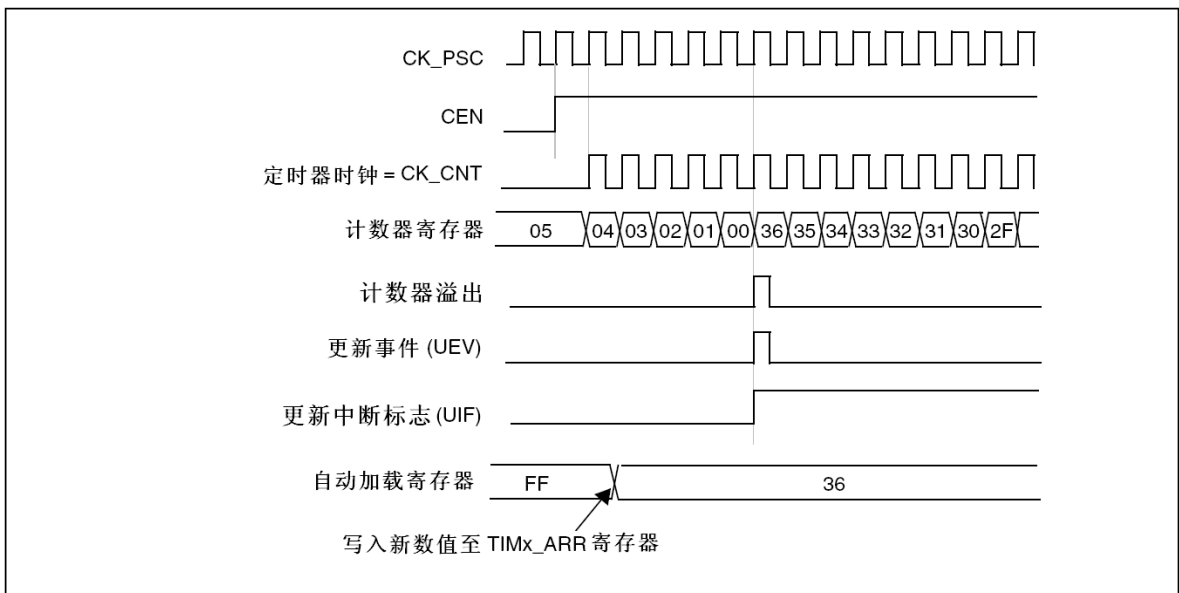 CK_PSC
CEN
定时器时钟 = CK_CNT
计数器寄存器 05 04 03 02 01 00 36 35 34 33 32 31 30 2F
计数器溢出
更新事件 (UEV)
更新中断标志 (UIF)
自动加载寄存器 FF 36
写入新数值至 TIMx_ARR 寄存器